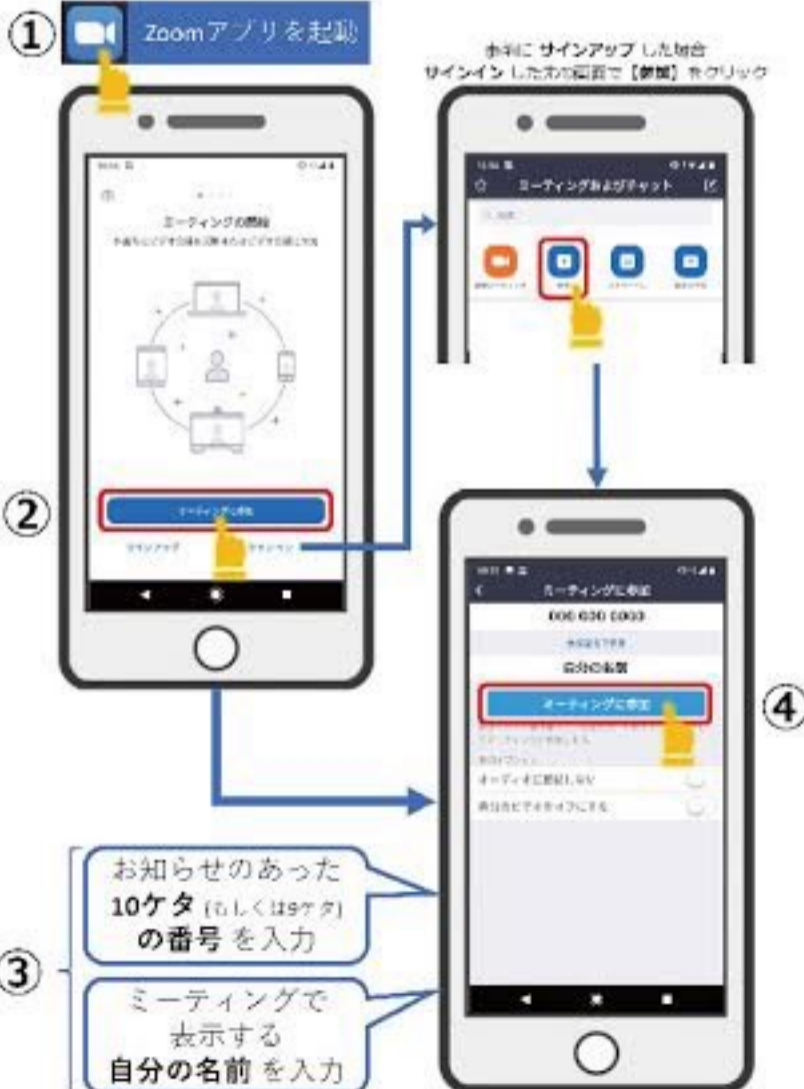 ①
Zoomアプリを起動
サインアップ した場合
サインイン した次の画面で【参加】をクリック
ミーティングの開始
ミーティングおよびチャット
②
ミーティングに参加
サインアップ
サインイン
ミーティングに参加
000 000 0000
自分の名前
ミーティングに参加
④
オーディオに接続しない
自分のビデオをオフにする
③
お知らせのあった
10ケタ (もしくは9ケタ)
の番号 を入力
ミーティングで
表示する
自分の名前 を入力